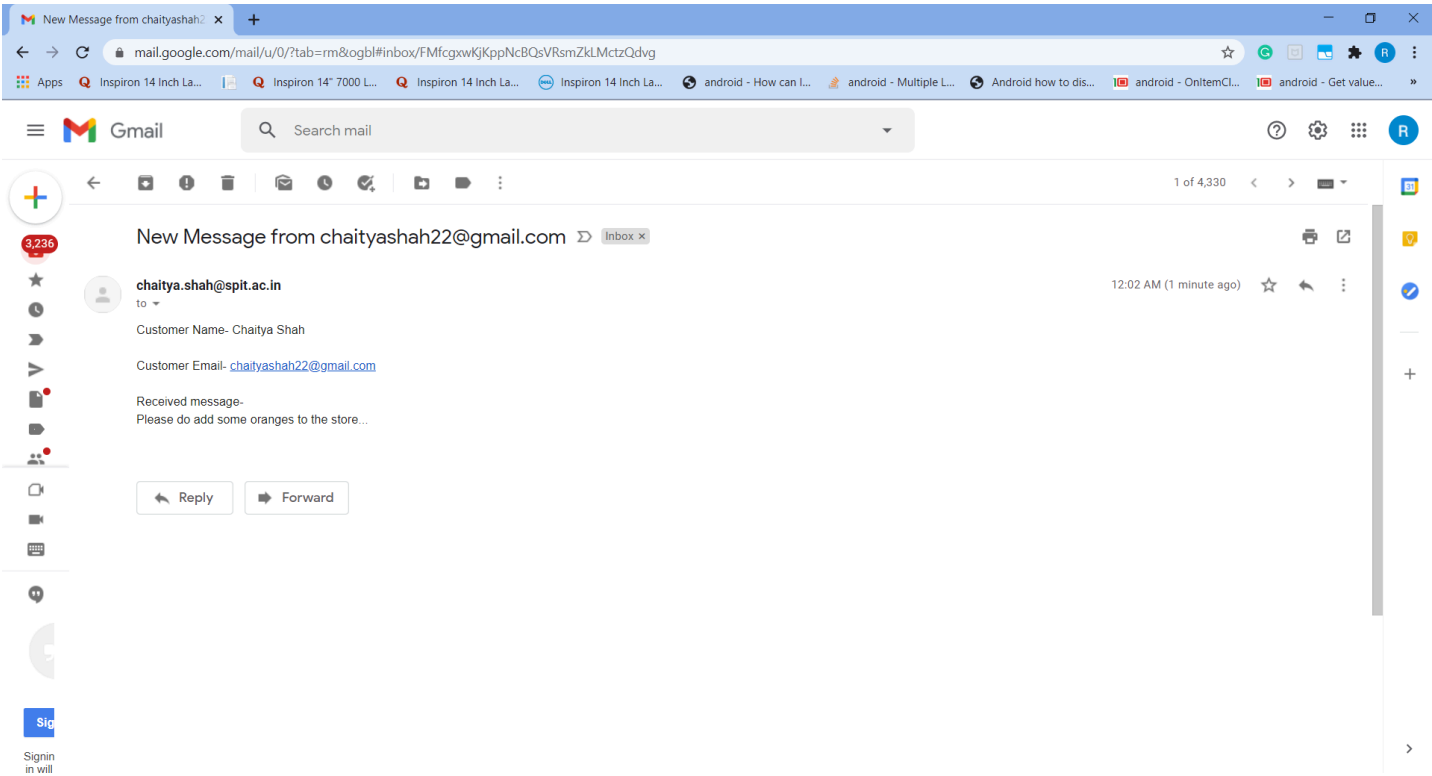 New Message from chaityashah2
mail.google.com/mail/u/0/?tab=rm&ogbl#inbox/FMfcgxwKjKppNcBQsVRsmZkLMctzQdvg
R
Apps Inspiron 14 Inch La... Inspiron 14" 7000 L... Inspiron 14 Inch La... Inspiron 14 Inch La... android - How can I... android - Multiple L... Android how to dis... android - OnItemCl... android - Get value... »
Gmail Search mail R
1 of 4,330
31
3,236
New Message from chaityashah22@gmail.com Inbox ×
chaitya.shah@spit.ac.in 12:02 AM (1 minute ago)
to
Customer Name- Chaitya Shah
Customer Email- chaityashah22@gmail.com
Received message-
Please do add some oranges to the store...
Reply Forward
Sig
Signin
in will